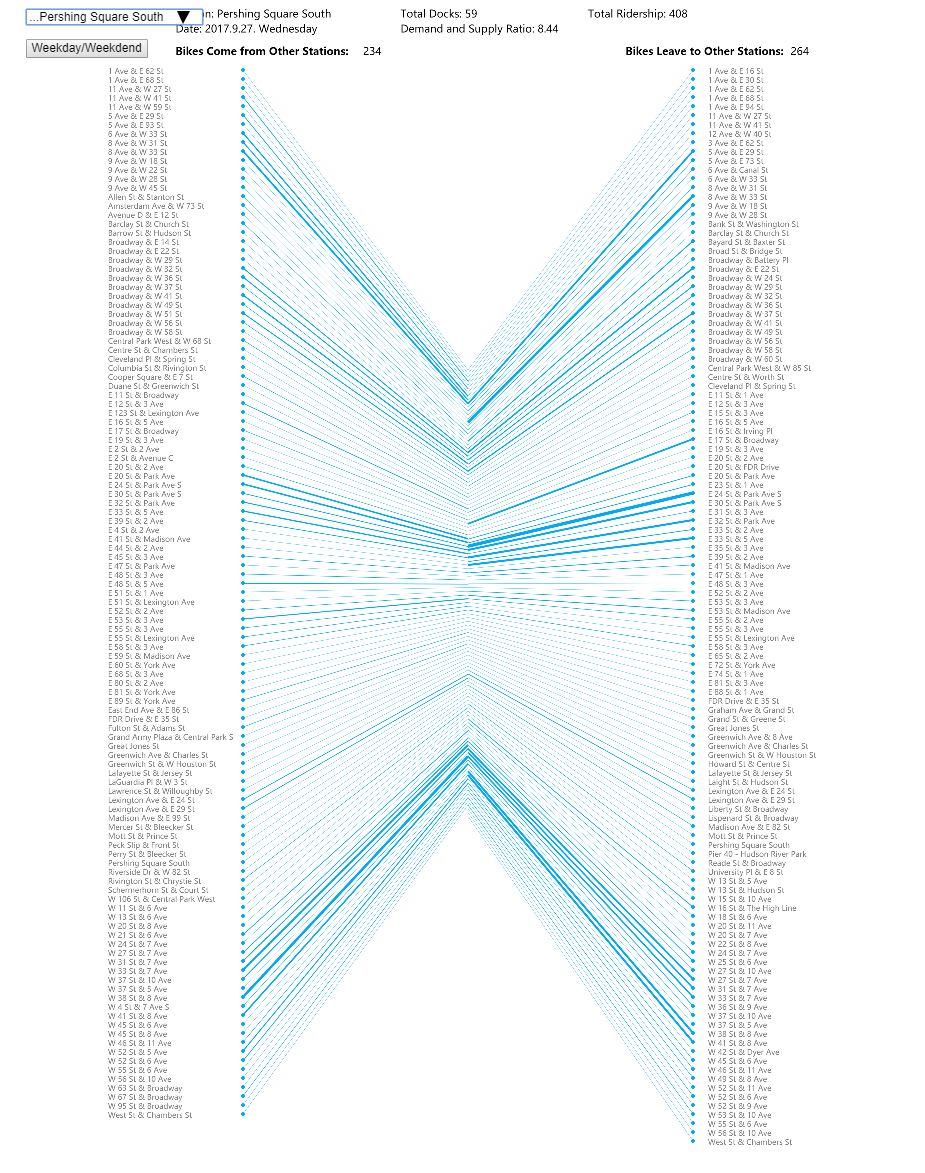 ...Pershing Square South
n: Pershing Square South
Total Docks: 59
Total Ridership: 408
Date: 2017.9.27. Wednesday
Demand and Supply Ratio: 8.44
Weekday/Weekdend
Bikes Come from Other Stations: 234
Bikes Leave to Other Stations: 264
1 Ave & E 62 St
1 Ave & E 68 St
11 Ave & W 27 St
11 Ave & W 41 St
11 Ave & W 59 St
5 Ave & E 29 St
5 Ave & E 93 St
6 Ave & W 33 St
8 Ave & W 31 St
8 Ave & W 33 St
9 Ave & W 18 St
9 Ave & W 22 St
9 Ave & W 28 St
9 Ave & W 45 St
Allen St & Stanton St
Amsterdam Ave & W 73 St
Avenue D & E 12 St
Barclay St & Church St
Barrow St & Hudson St
Broadway & E 14 St
Broadway & E 22 St
Broadway & W 29 St
Broadway & W 32 St
Broadway & W 36 St
Broadway & W 37 St
Broadway & W 41 St
Broadway & W 49 St
Broadway & W 51 St
Broadway & W 56 St
Broadway & W 58 St
Central Park West & W 68 St
Centre St & Chambers St
Cleveland Pl & Spring St
Columbia St & Rivington St
Cooper Square & E 7 St
Duane St & Greenwich St
E 11 St & Broadway
E 12 St & 3 Ave
E 123 St & Lexington Ave
E 16 St & 5 Ave
E 17 St & Broadway
E 19 St & 3 Ave
E 2 St & 2 Ave
E 2 St & Avenue C
E 20 St & 2 Ave
E 20 St & Park Ave
E 24 St & Park Ave S
E 30 St & Park Ave S
E 32 St & Park Ave
E 33 St & 5 Ave
E 39 St & 2 Ave
E 4 St & 2 Ave
E 41 St & Madison Ave
E 44 St & 2 Ave
E 45 St & 3 Ave
E 47 St & Park Ave
E 48 St & 3 Ave
E 48 St & 5 Ave
E 51 St & 1 Ave
E 51 St & Lexington Ave
E 52 St & 2 Ave
E 53 St & 3 Ave
E 55 St & 3 Ave
E 55 St & Lexington Ave
E 58 St & 3 Ave
E 59 St & Madison Ave
E 60 St & York Ave
E 68 St & 3 Ave
E 80 St & 2 Ave
E 81 St & York Ave
E 89 St & York Ave
East End Ave & E 86 St
FDR Drive & E 35 St
Fulton St & Adams St
Grand Army Plaza & Central Park S
Great Jones St
Greenwich Ave & Charles St
Greenwich St & W Houston St
Lafayette St & Jersey St
LaGuardia Pl & W 3 St
Lawrence St & Willoughby St
Lexington Ave & E 24 St
Lexington Ave & E 29 St
Madison Ave & E 99 St
Mercer St & Bleecker St
Mott St & Prince St
Peck Slip & Front St
Perry St & Bleecker St
Pershing Square South
Riverside Dr & W 82 St
Rivington St & Chrystie St
Schermerhorn St & Court St
W 106 St & Central Park West
W 11 St & 6 Ave
W 13 St & 6 Ave
W 20 St & 8 Ave
W 21 St & 6 Ave
W 24 St & 7 Ave
W 27 St & 7 Ave
W 31 St & 7 Ave
W 33 St & 7 Ave
W 37 St & 10 Ave
W 37 St & 5 Ave
W 38 St & 8 Ave
W 4 St & 7 Ave S
W 41 St & 8 Ave
W 45 St & 6 Ave
W 45 St & 8 Ave
W 46 St & 11 Ave
W 52 St & 5 Ave
W 52 St & 6 Ave
W 55 St & 6 Ave
W 56 St & 10 Ave
W 63 St & Broadway
W 67 St & Broadway
W 95 St & Broadway
West St & Chambers St
1 Ave & E 16 St
1 Ave & E 30 St
1 Ave & E 62 St
1 Ave & E 68 St
1 Ave & E 94 St
11 Ave & W 27 St
11 Ave & W 41 St
12 Ave & W 40 St
3 Ave & E 62 St
5 Ave & E 29 St
5 Ave & E 73 St
6 Ave & Canal St
6 Ave & W 33 St
8 Ave & W 31 St
8 Ave & W 33 St
9 Ave & W 18 St
9 Ave & W 28 St
Bank St & Washington St
Barclay St & Church St
Bayard St & Baxter St
Broad St & Bridge St
Broadway & Battery Pl
Broadway & E 22 St
Broadway & W 24 St
Broadway & W 29 St
Broadway & W 32 St
Broadway & W 36 St
Broadway & W 37 St
Broadway & W 41 St
Broadway & W 49 St
Broadway & W 56 St
Broadway & W 58 St
Broadway & W 60 St
Central Park West & W 85 St
Centre St & Worth St
Cleveland Pl & Spring St
E 11 St & 1 Ave
E 12 St & 3 Ave
E 15 St & 3 Ave
E 16 St & 5 Ave
E 16 St & Irving Pl
E 17 St & Broadway
E 19 St & 3 Ave
E 20 St & 2 Ave
E 20 St & FDR Drive
E 20 St & Park Ave
E 23 St & 1 Ave
E 24 St & Park Ave S
E 30 St & Park Ave S
E 31 St & 3 Ave
E 32 St & Park Ave
E 33 St & 2 Ave
E 33 St & 5 Ave
E 35 St & 3 Ave
E 39 St & 2 Ave
E 41 St & Madison Ave
E 47 St & 1 Ave
E 48 St & 3 Ave
E 52 St & 2 Ave
E 53 St & 3 Ave
E 53 St & Madison Ave
E 55 St & 2 Ave
E 55 St & 3 Ave
E 55 St & Lexington Ave
E 58 St & 3 Ave
E 65 St & 2 Ave
E 72 St & York Ave
E 74 St & 1 Ave
E 81 St & 3 Ave
E 88 St & 1 Ave
FDR Drive & E 35 St
Graham Ave & Grand St
Grand St & Greene St
Great Jones St
Greenwich Ave & 8 Ave
Greenwich Ave & Charles St
Greenwich St & W Houston St
Howard St & Centre St
Lafayette St & Jersey St
Laight St & Hudson St
Lexington Ave & E 24 St
Lexington Ave & E 29 St
Liberty St & Broadway
Lispenard St & Broadway
Madison Ave & E 82 St
Mott St & Prince St
Pershing Square South
Pier 40 - Hudson River Park
Reade St & Broadway
University Pl & E 8 St
W 13 St & 5 Ave
W 13 St & Hudson St
W 15 St & 10 Ave
W 16 St & The High Line
W 18 St & 6 Ave
W 20 St & 11 Ave
W 20 St & 7 Ave
W 22 St & 8 Ave
W 24 St & 7 Ave
W 25 St & 6 Ave
W 27 St & 10 Ave
W 27 St & 7 Ave
W 31 St & 7 Ave
W 33 St & 7 Ave
W 36 St & 9 Ave
W 37 St & 10 Ave
W 37 St & 5 Ave
W 38 St & 8 Ave
W 41 St & 8 Ave
W 42 St & Dyer Ave
W 45 St & 6 Ave
W 46 St & 11 Ave
W 49 St & 8 Ave
W 52 St & 11 Ave
W 52 St & 6 Ave
W 52 St & 9 Ave
W 53 St & 10 Ave
W 55 St & 6 Ave
W 56 St & 10 Ave
West St & Chambers St